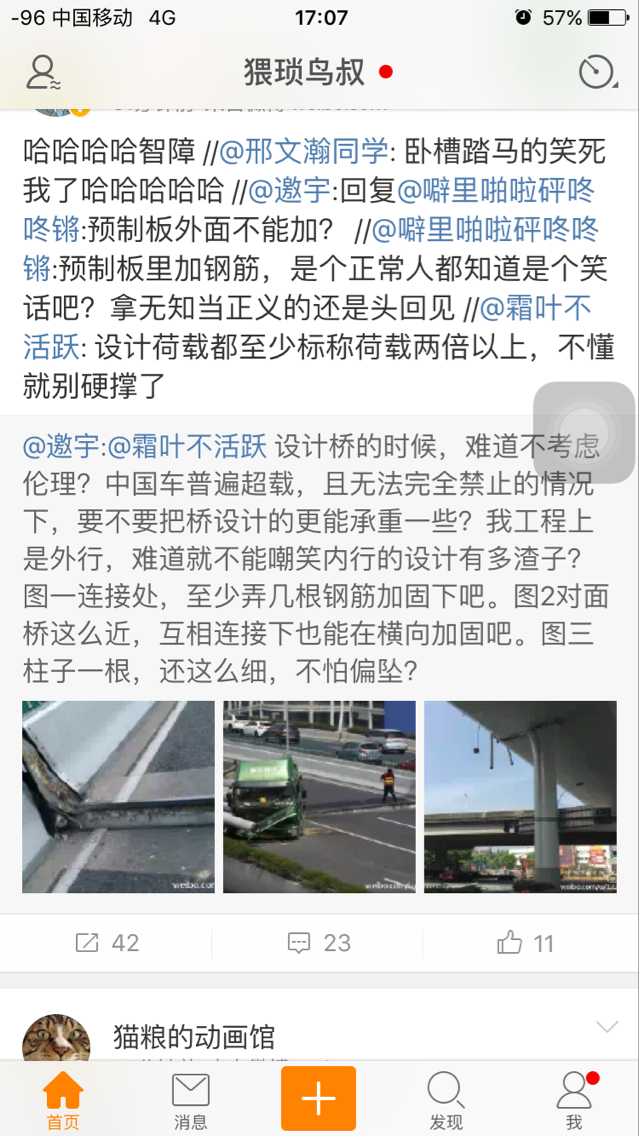 -96 中国移动 4G 17:07 57%
猥琐鸟叔
哈哈哈哈智障 //@邢文瀚同学: 卧槽踏马的笑死
我了哈哈哈哈哈 //@邀宇:回复@噼里啪啦砰咚
咚锵:预制板外面不能加？ //@噼里啪啦砰咚咚
锵:预制板里加钢筋，是个正常人都知道是个笑
话吧？拿无知当正义的还是头回见 //@霜叶不
活跃: 设计荷载都至少标称荷载两倍以上，不懂
就别硬撑了
@邀宇:@霜叶不活跃 设计桥的时候，难道不考虑
伦理？中国车普遍超载，且无法完全禁止的情况
下，要不要把桥设计的更能承重一些？我工程上
是外行，难道就不能嘲笑内行的设计有多渣子？
图一连接处，至少弄几根钢筋加固下吧。图2对面
桥这么近，互相连接下也能在横向加固吧。图三
柱子一根，还这么细，不怕偏坠？
42 23 11
猫粮的动画馆
首页 消息 发现 我